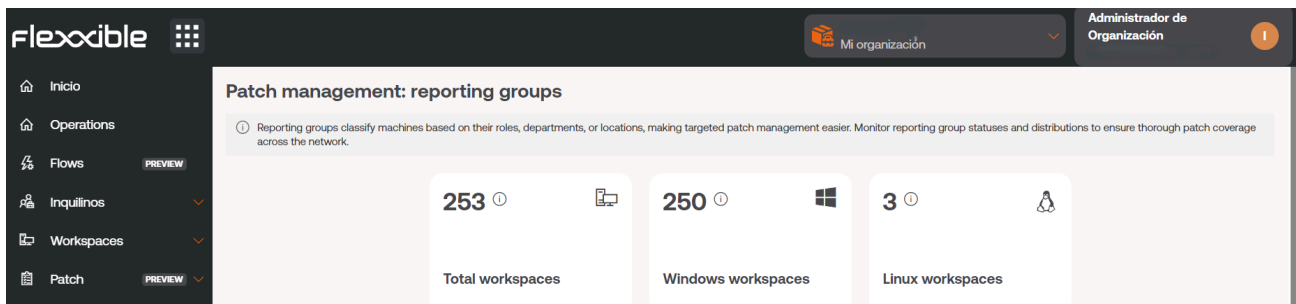 Flexxible
Mi organización
Administrador de
Organización
I
Inicio
Operations
Flows PREVIEW
Inquilinos
Workspaces
Patch PREVIEW
Patch management: reporting groups
Reporting groups classify machines based on their roles, departments, or locations, making targeted patch management easier. Monitor reporting group statuses and distributions to ensure thorough patch coverage
across the network.
253
Total workspaces
250
Windows workspaces
3
Linux workspaces